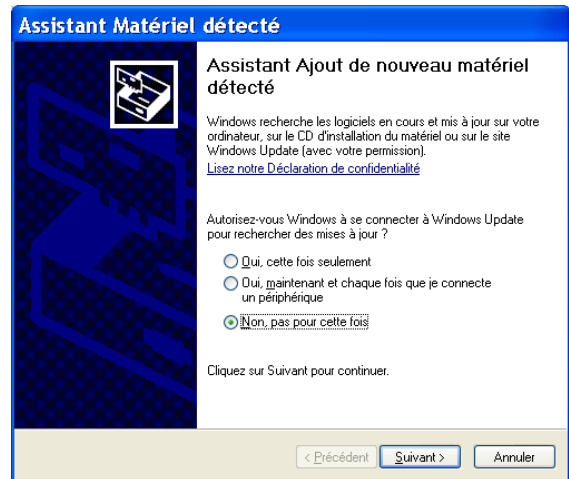 Assistant Matériel détecté
Assistant Ajout de nouveau matériel
détecté
Windows recherche les logiciels en cours et mis à jour sur votre
ordinateur, sur le CD d'installation du matériel ou sur le site
Windows Update (avec votre permission).
Lisez notre Déclaration de confidentialité
Autorisez-vous Windows à se connecter à Windows Update
pour rechercher des mises à jour ?
Oui, cette fois seulement
Oui, maintenant et chaque fois que je connecte
un périphérique
Non, pas pour cette fois
Cliquez sur Suivant pour continuer.
< Précédent Suivant > Annuler